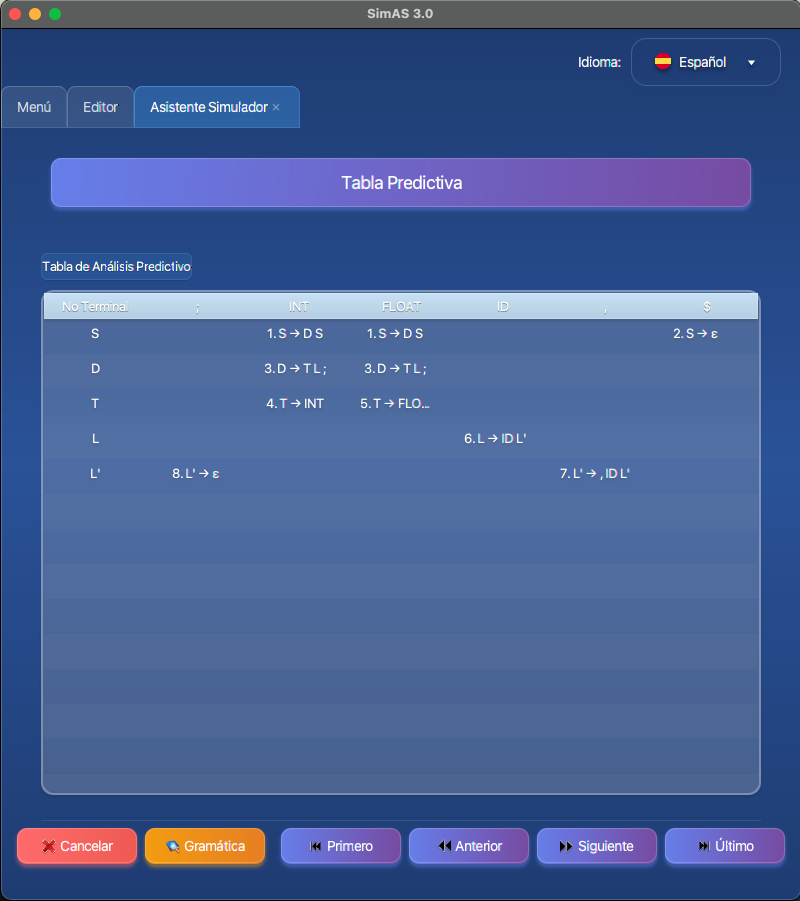 SimAS 3.0
Idioma: Español
Menú Editor Asistente Simulador ×
Tabla Predictiva
Tabla de Análisis Predictivo
No Terminal ; INT FLOAT ID , $
S 1. S → D S 1. S → D S 2. S → ε
D 3. D → T L ; 3. D → T L ;
T 4. T → INT 5. T → FLO...
L 6. L → ID L'
L' 8. L' → ε 7. L' → , ID L'
Cancelar Gramática Primero Anterior Siguiente Último